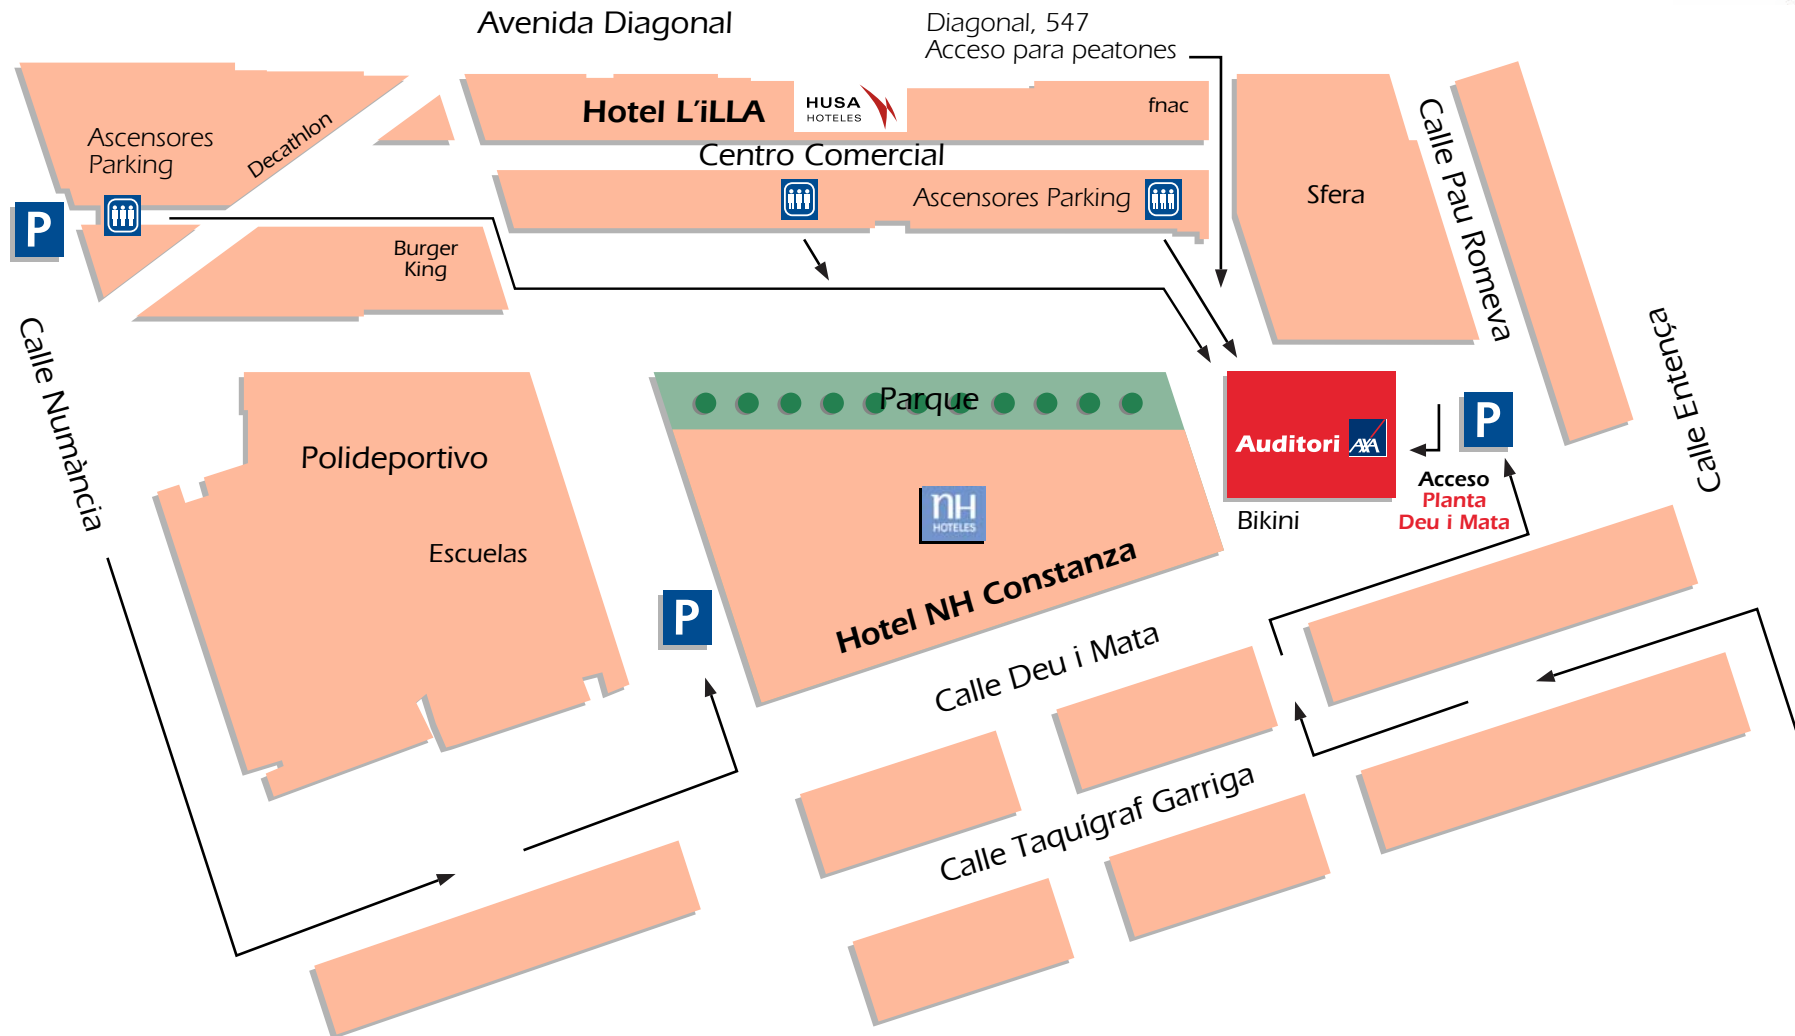 Avenida Diagonal
Diagonal, 547
Acceso para peatones
Ascensores
Parking
Decathlon
Hotel L'iLLA
HUSA
HOTELES
fnac
Centro Comercial
Ascensores Parking
Sfera
Calle Pau Romeva
P
Burger
King
Calle Numància
Calle Entença
Parque
Polideportivo
Auditori
AXA
P
Acceso
Planta
Deu i Mata
Bikini
nH
HOTELES
Escuelas
Hotel NH Constanza
P
Calle Deu i Mata
Calle Taquígraf Garriga